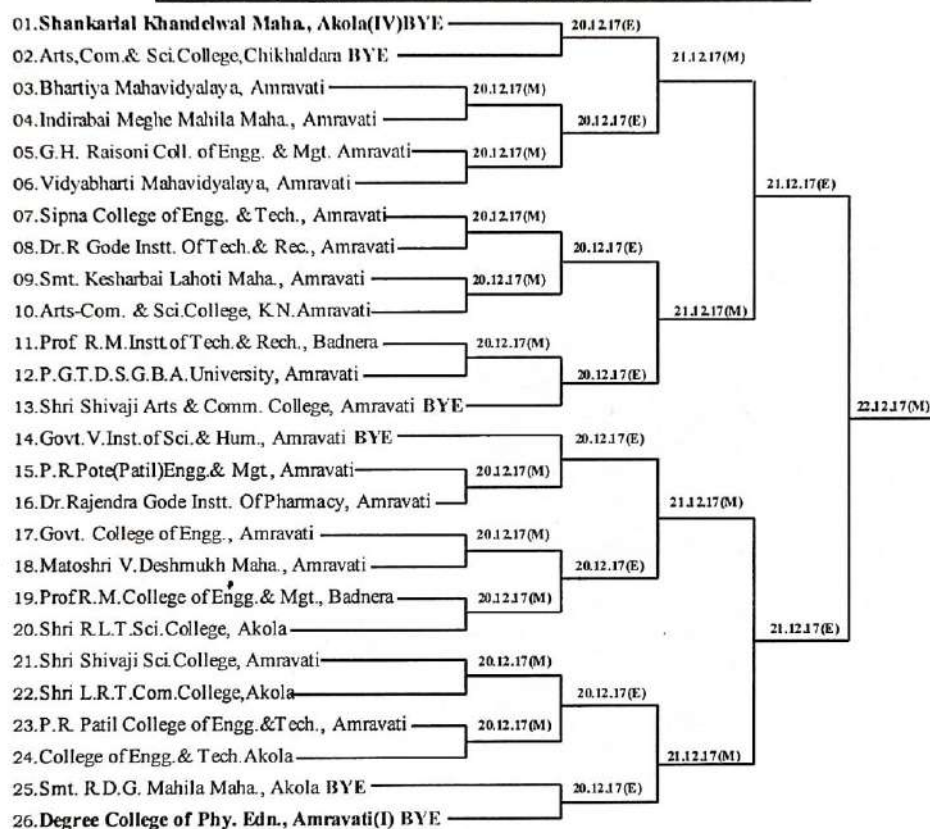 01.Shankarlal Khandelwal Maha., Akola(IV)BYE
20.12.17(E)
02.Arts,Com.& Sci.College,Chikhaldara BYE
21.12.17(M)
03.Bhartiya Mahavidyalaya, Amravati
20.12.17(M)
04.Indirabai Meghe Mahila Maha., Amravati
20.12.17(E)
05.G.H. Raisoni Coll. of Engg. & Mgt. Amravati
20.12.17(M)
06.Vidyabharti Mahavidyalaya, Amravati
21.12.17(E)
07.Sipna College of Engg. & Tech., Amravati
20.12.17(M)
08.Dr.R Gode Instt. Of Tech.& Rec., Amravati
20.12.17(E)
09.Smt. Kesharbai Lahoti Maha., Amravati
20.12.17(M)
10.Arts-Com. & Sci.College, K.N.Amravati
21.12.17(M)
11.Prof R.M.Instt.of Tech.& Rech., Badnera
20.12.17(M)
12.P.G.T.D.S.G.B.A.University, Amravati
20.12.17(E)
13.Shri Shivaji Arts & Comm. College, Amravati BYE
22.12.17(M)
14.Govt.V.Inst.of Sci.& Hum., Amravati BYE
20.12.17(E)
15.P.R.Pote(Patil)Engg.& Mgt., Amravati
20.12.17(M)
16.Dr.Rajendra Gode Instt. Of Pharmacy, Amravati
21.12.17(M)
17.Govt. College of Engg., Amravati
20.12.17(M)
18.Matoshri V.Deshmukh Maha., Amravati
20.12.17(E)
19.Prof R.M.College of Engg.& Mgt., Badnera
20.12.17(M)
20.Shri R.L.T.Sci.College, Akola
21.12.17(E)
21.Shri Shivaji Sci.College, Amravati
20.12.17(M)
22.Shri L.R.T.Com.College,Akola
20.12.17(E)
23.P.R. Patil College of Engg.&Tech., Amravati
20.12.17(M)
24.College of Engg.& Tech.Akola
21.12.17(M)
25.Smt. R.D.G. Mahila Maha., Akola BYE
20.12.17(E)
26.Degree College of Phy. Edn., Amravati(I) BYE